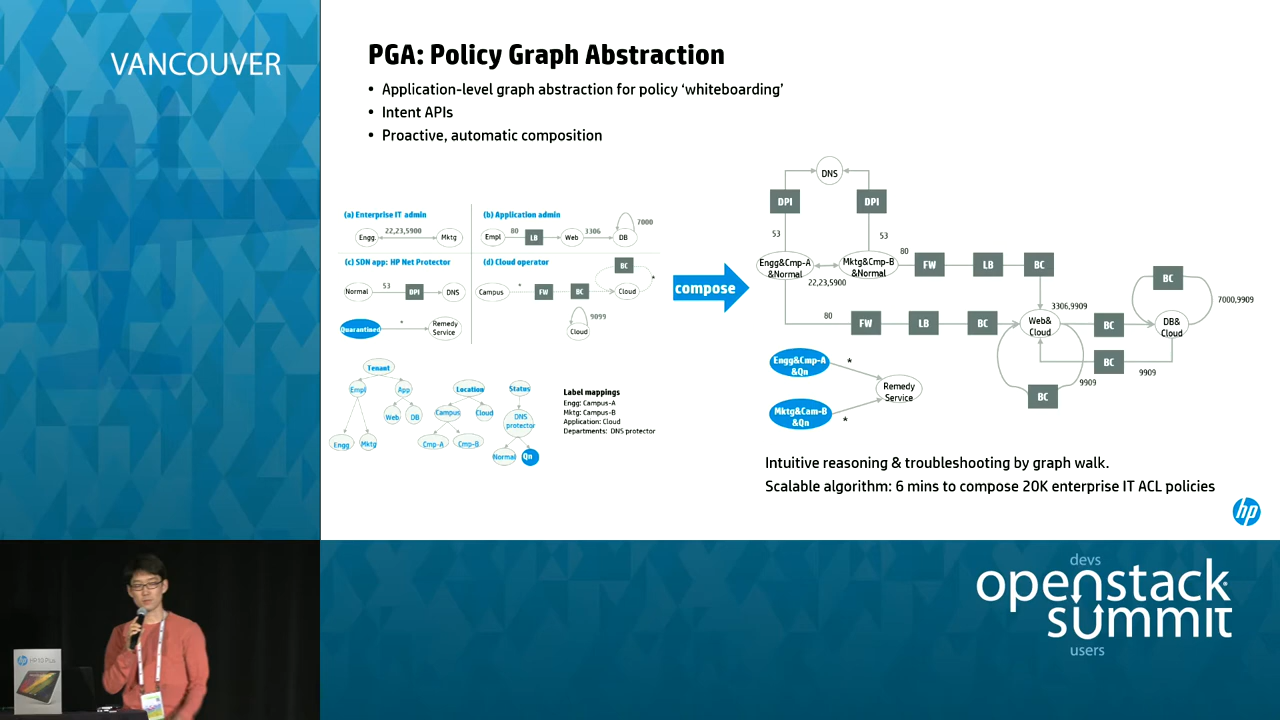 VANCOUVER
PGA: Policy Graph Abstraction
• Application-level graph abstraction for policy ‘whiteboarding’
• Intent APIs
• Proactive, automatic composition
(a) Enterprise IT admin
Engg.
22,23,5900
Mktg
(b) Application admin
Empl
80
LB
Web
3306
DB
7000
(c) SDN app: HP Net Protector
Normal
53
DPI
DNS
Quarantined
*
Remedy
Service
(d) Cloud operator
Campus
*
FW
BC
Cloud
BC
*
Cloud
9099
Tenant
Empl
App
Web
DB
Engg
Mktg
Location
Campus
Cloud
Cmp-A
Cmp-B
Status
DNS
protector
Normal
Qn
Label mappings
Engg: Campus-A
Mktg: Campus-B
Application: Cloud
Departments: DNS protector
compose
DNS
DPI
DPI
53
53
Engg&Cmp-A
&Normal
22,23,5900
Mktg&Cmp-B
&Normal
80
FW
LB
BC
80
FW
LB
BC
3306,9909
Web&
Cloud
BC
DB&
Cloud
BC
7000,9909
BC
9909
9909
BC
Engg&Cmp-A
&Qn
*
Mktg&Cam-B
&Qn
*
Remedy
Service
Intuitive reasoning & troubleshooting by graph walk.
Scalable algorithm: 6 mins to compose 20K enterprise IT ACL policies
hp
hp HP 10 Plus
devs
openstack
summit
users